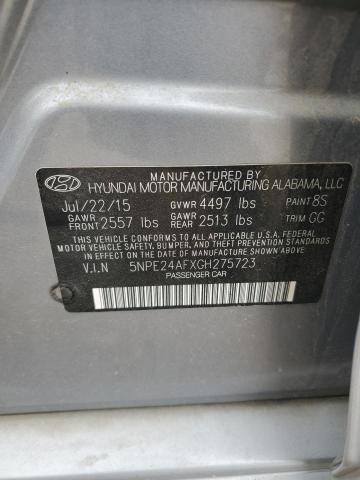 MANUFACTURED BY
HYUNDAI MOTOR MANUFACTURING ALABAMA, LLC
Jul/22/15 GVWR 4497 lbs PAINT 8S
GAWR FRONT 2557 lbs GAWR REAR 2513 lbs TRIM GG
THIS VEHICLE CONFORMS TO ALL APPLICABLE U.S.A. FEDERAL
MOTOR VEHICLE SAFETY, BUMPER, AND THEFT PREVENTION STANDARDS
IN EFFECT ON THE DATE OF MANUFACTURE SHOWN ABOVE.
V.I.N 5NPE24AFXGH275723
PASSENGER CAR